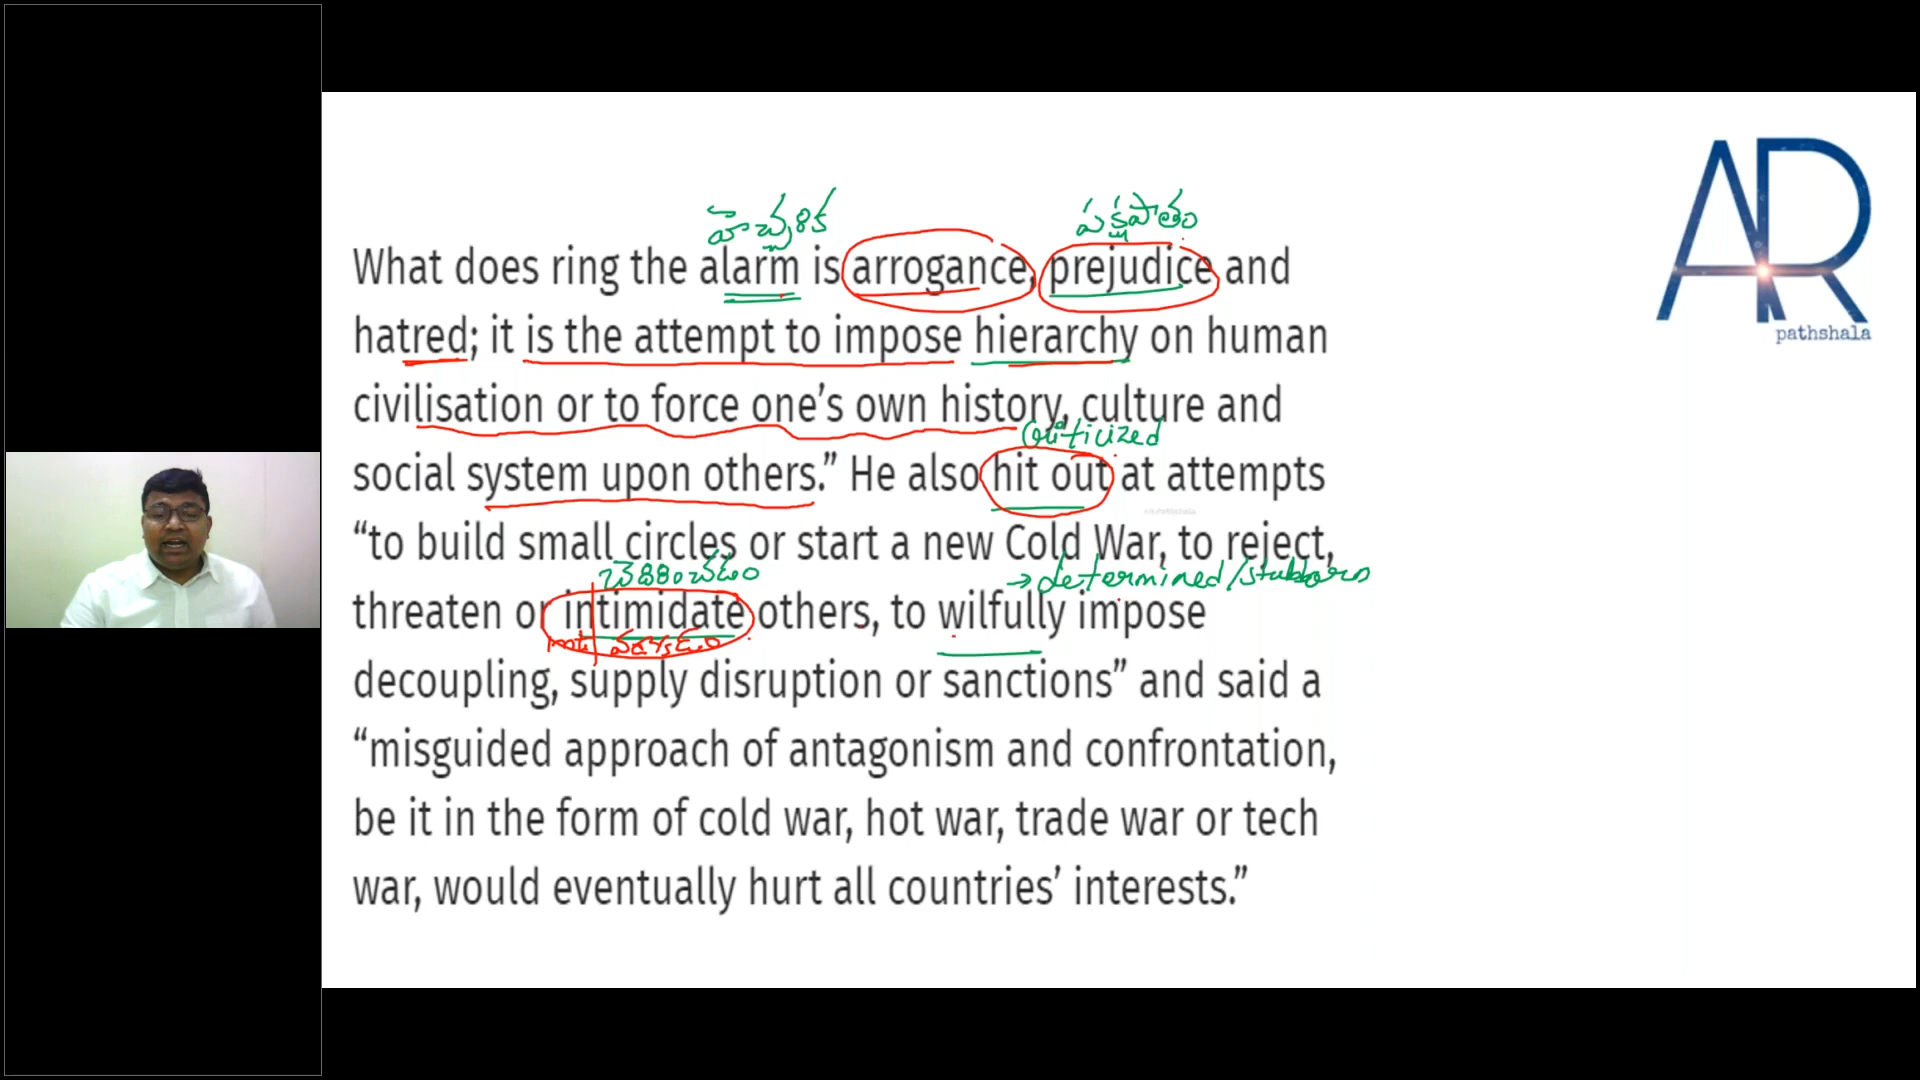 హెచ్చరిక పక్షపాతం
What does ring the alarm is arrogance, prejudice and
hatred; it is the attempt to impose hierarchy on human
civilisation or to force one’s own history, culture and
criticized
social system upon others.” He also hit out at attempts
“to build small circles or start a new Cold War, to reject,
బెదిరించడం → determined/stubborn
threaten or intimidate others, to wilfully impose
decoupling, supply disruption or sanctions” and said a
“misguided approach of antagonism and confrontation,
be it in the form of cold war, hot war, trade war or tech
war, would eventually hurt all countries’ interests.”
AR
pathshala